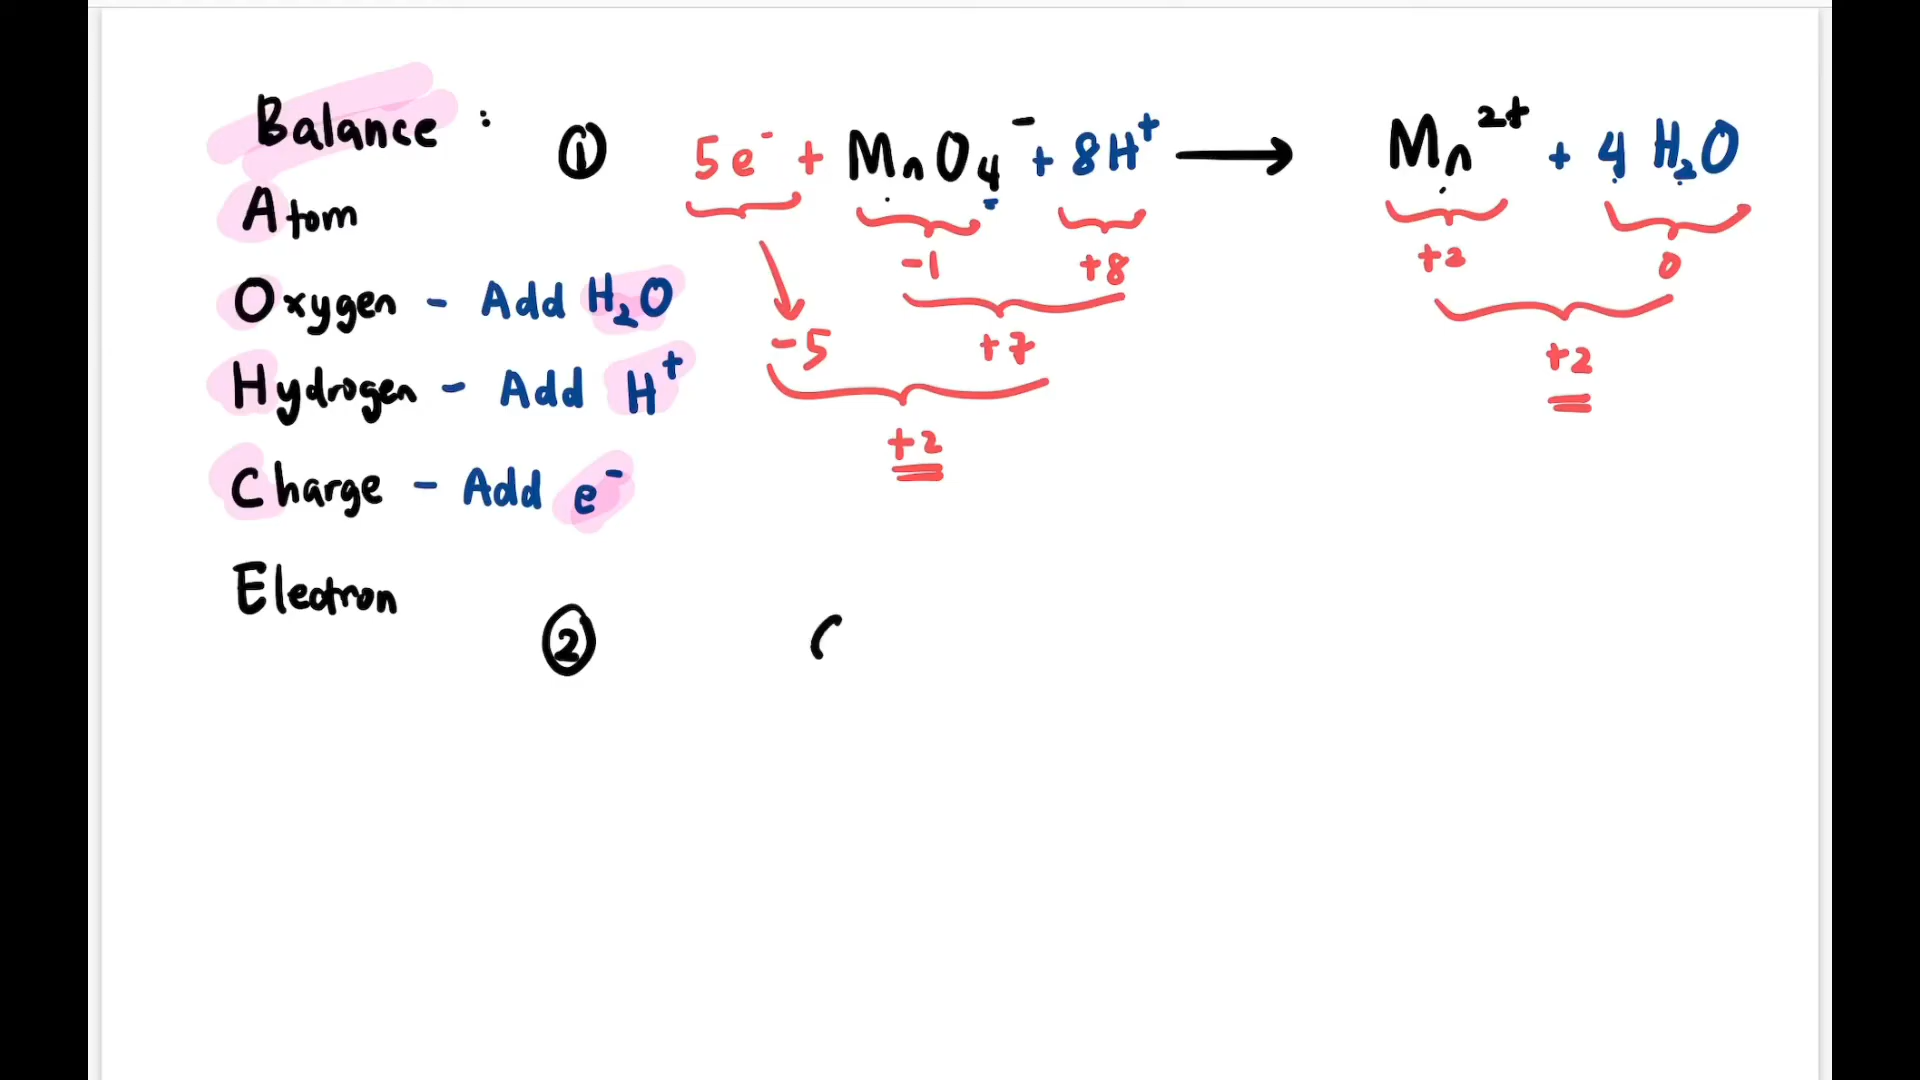 Balance :
① 5e⁻ + MnO₄⁻ + 8H⁺ ⟶ Mn²⁺ + 4 H₂O
Atom
-1 +8 +2 0
Oxygen - Add H₂O
-5 +7 +2
Hydrogen - Add H⁺
+2
Charge - Add e⁻
Electron
②